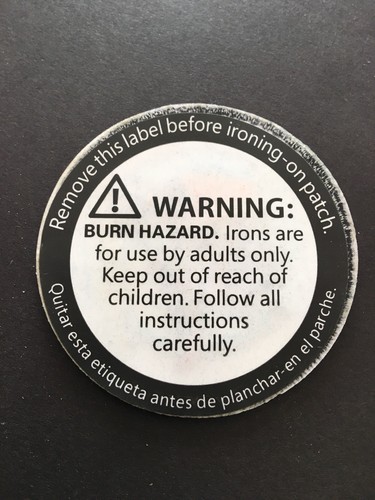 Remove this label before ironing-on patch.
WARNING:
BURN HAZARD. Irons are
for use by adults only.
Keep out of reach of
children. Follow all
instructions
carefully.
Quitar esta etiqueta antes de planchar-en el parche.